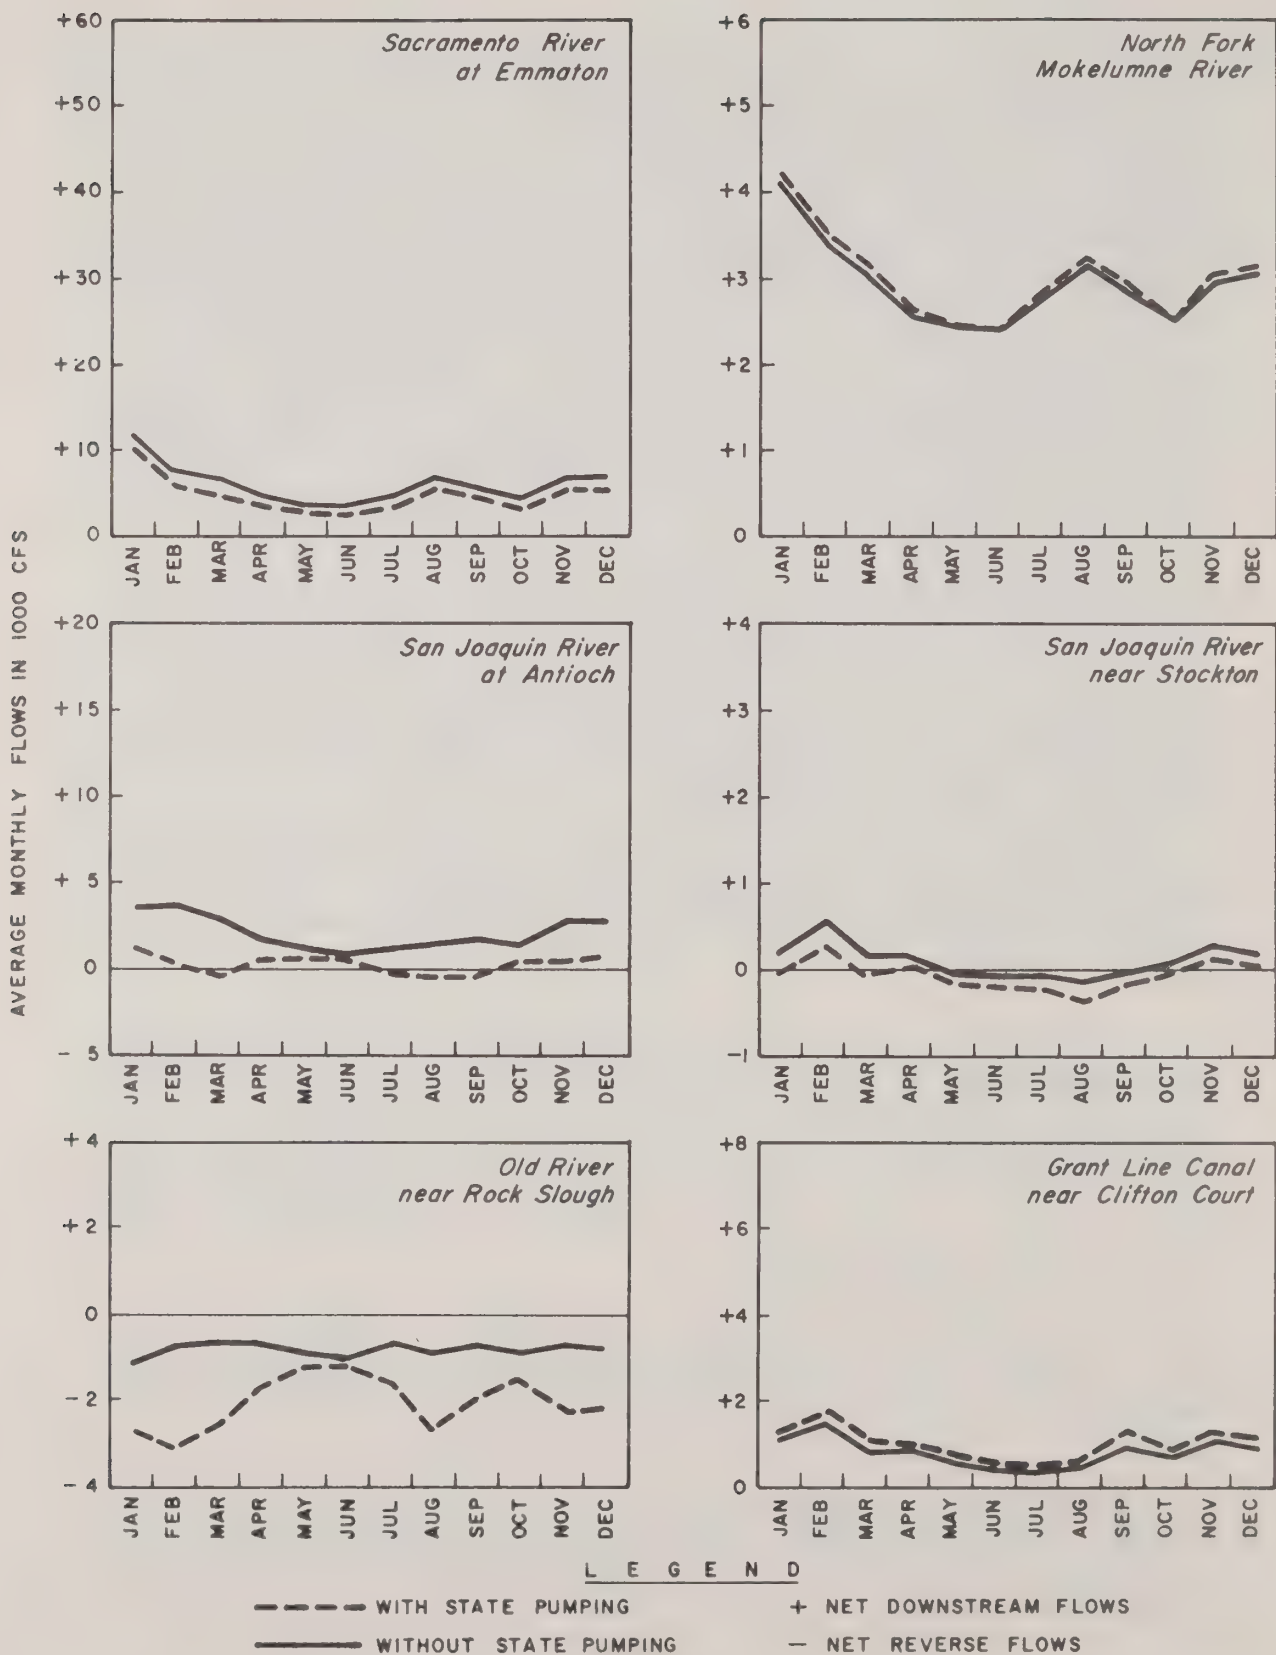 AVERAGE MONTHLY FLOWS IN 1000 CFS
Sacramento River
at Emmaton
+60
+50
+40
+30
+20
+10
0
JAN FEB MAR APR MAY JUN JUL AUG SEP OCT NOV DEC
North Fork
Mokelumne River
+6
+5
+4
+3
+2
+1
0
JAN FEB MAR APR MAY JUN JUL AUG SEP OCT NOV DEC
San Joaquin River
at Antioch
+20
+15
+10
+ 5
0
- 5
JAN FEB MAR APR MAY JUN JUL AUG SEP OCT NOV DEC
San Joaquin River
near Stockton
+4
+3
+2
+1
0
-1
JAN FEB MAR APR MAY JUN JUL AUG SEP OCT NOV DEC
Old River
near Rock Slough
+4
+2
0
-2
-4
JAN FEB MAR APR MAY JUN JUL AUG SEP OCT NOV DEC
Grant Line Canal
near Clifton Court
+8
+6
+4
+2
0
JAN FEB MAR APR MAY JUN JUL AUG SEP OCT NOV DEC
LEGEND
WITH STATE PUMPING
+ NET DOWNSTREAM FLOWS
WITHOUT STATE PUMPING
- NET REVERSE FLOWS